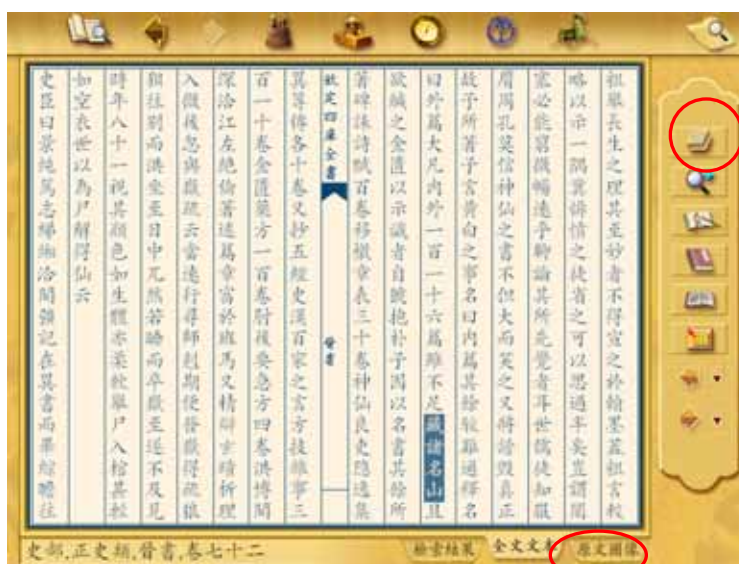 粗舉長生之理其至妙者不得宣之於翰墨蓋粗言較
略以示一隅冀悱憤之徒省之可以思過半矣豈謂闇
塞必能窮微暢遠乎聊論其所先覺者耳世儒徒知服
膺周孔莫信神仙之書不但大而笑之又將謗毀真正
故予所著子言黄白之事名曰内篇其餘駮難通釋名
曰外篇大凡内外一百一十六篇雖不足藏諸名山且
欲緘之金匱以示識者自號抱朴子因以名書其餘所
著碑誄詩賦百卷移檄章表三十卷神仙良吏隱逸集
欽定四庫全書
晉書
異等傳各十卷又抄五經史漢百家之言方技雜事三
百一十卷金匱藥方一百卷肘後要急方四卷洪博聞
深洽江左絶倫著述篇章富於班馬又精辯玄賾析理
入微後忽與嶽疏云當遠行尋師剋期便發嶽得疏狼
狽往别而洪坐至日中兀然若睡而卒嶽至遂不及見
時年八十一視其顔色如生體亦柔軟舉尸入棺甚輕
如空衣世以為尸解得仙云
史臣曰景純篤志綈緗洽聞強記在異書而畢綜瞻往
史部,正史類,晉書,卷七十二
檢索結果
全文文本
原文圖像